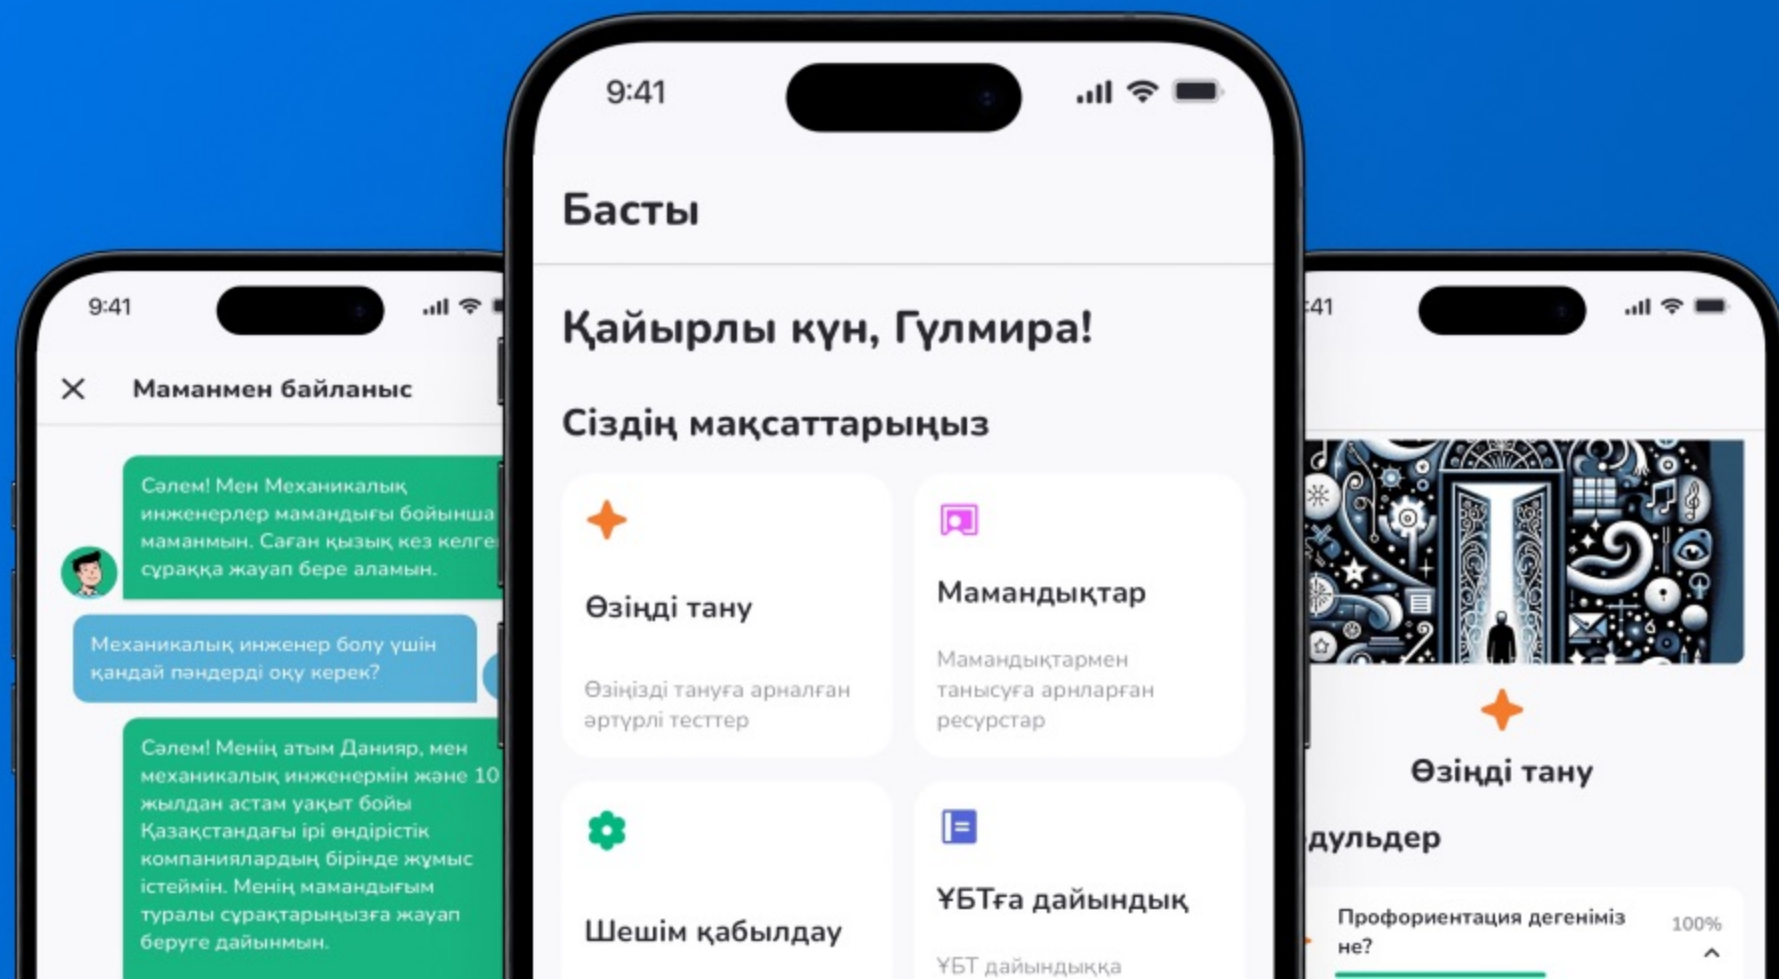 9:41
Маманмен байланыс
Сәлем! Мен Механикалық
инженерлер мамандығы бойынша
маманмын. Саған қызық кез
сұраққа жауап бере аламын.
Механикалық инженер болу үшін
қандай пәндерді оқу керек?
Сәлем! Менің атым Данияр, мен
механикалық инженермін және 10
жылдан астам уақыт бойы
Қазақстандағы ірі өндірістік
компаниялардың бірінде жұмыс
істеймін. Менің мамандығым
туралы сұрақтарыңызға жауап
беруге дайынмын.
9:41
Басты
Қайырлы күн, Гүлмира!
Сіздің мақсаттарыңыз
Өзіңді тану
Өзіңізді тануға арналған
әртүрлі тесттер
Мамандықтар
Мамандықтармен
танысуға арнларған
ресурстар
Шешім қабылдау
ҰБТға дайындық
ҰБТ дайындыққа
:41
Өзіңді тану
дульдер
Профориентация дегеніміз
не?
100%